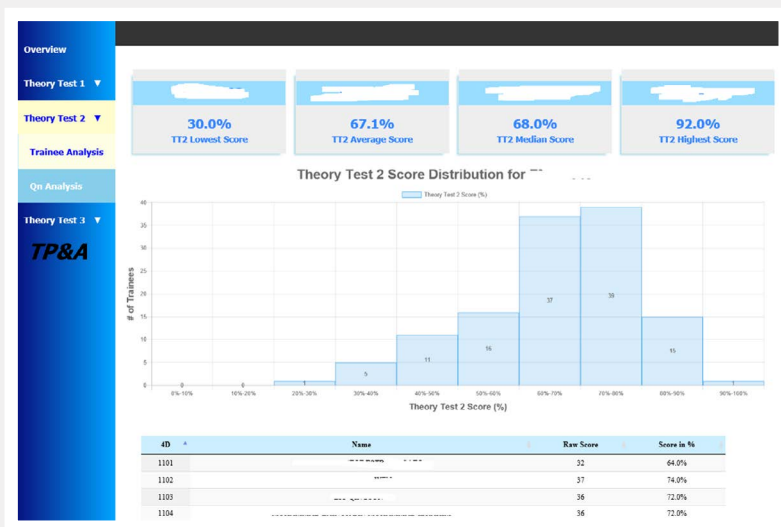 Overview
Theory Test 1 ▼
Theory Test 2 ▼
Trainee Analysis
Qn Analysis
Theory Test 3 ▼
TP&A
30.0%
TT2 Lowest Score
67.1%
TT2 Average Score
68.0%
TT2 Median Score
92.0%
TT2 Highest Score
Theory Test 2 Score Distribution for
Theory Test 2 Score (%)
# of Trainees
40
35
30
25
20
15
10
5
0
0 0 1 5 11 16 37 39 15 1
0%-10% 10%-20% 20%-30% 30%-40% 40%-50% 50%-60% 60%-70% 70%-80% 80%-90% 90%-100%
Theory Test 2 Score (%)
4D Name Raw Score Score in %
1101 32 64.0%
1102 37 74.0%
1103 36 72.0%
1104 36 72.0%